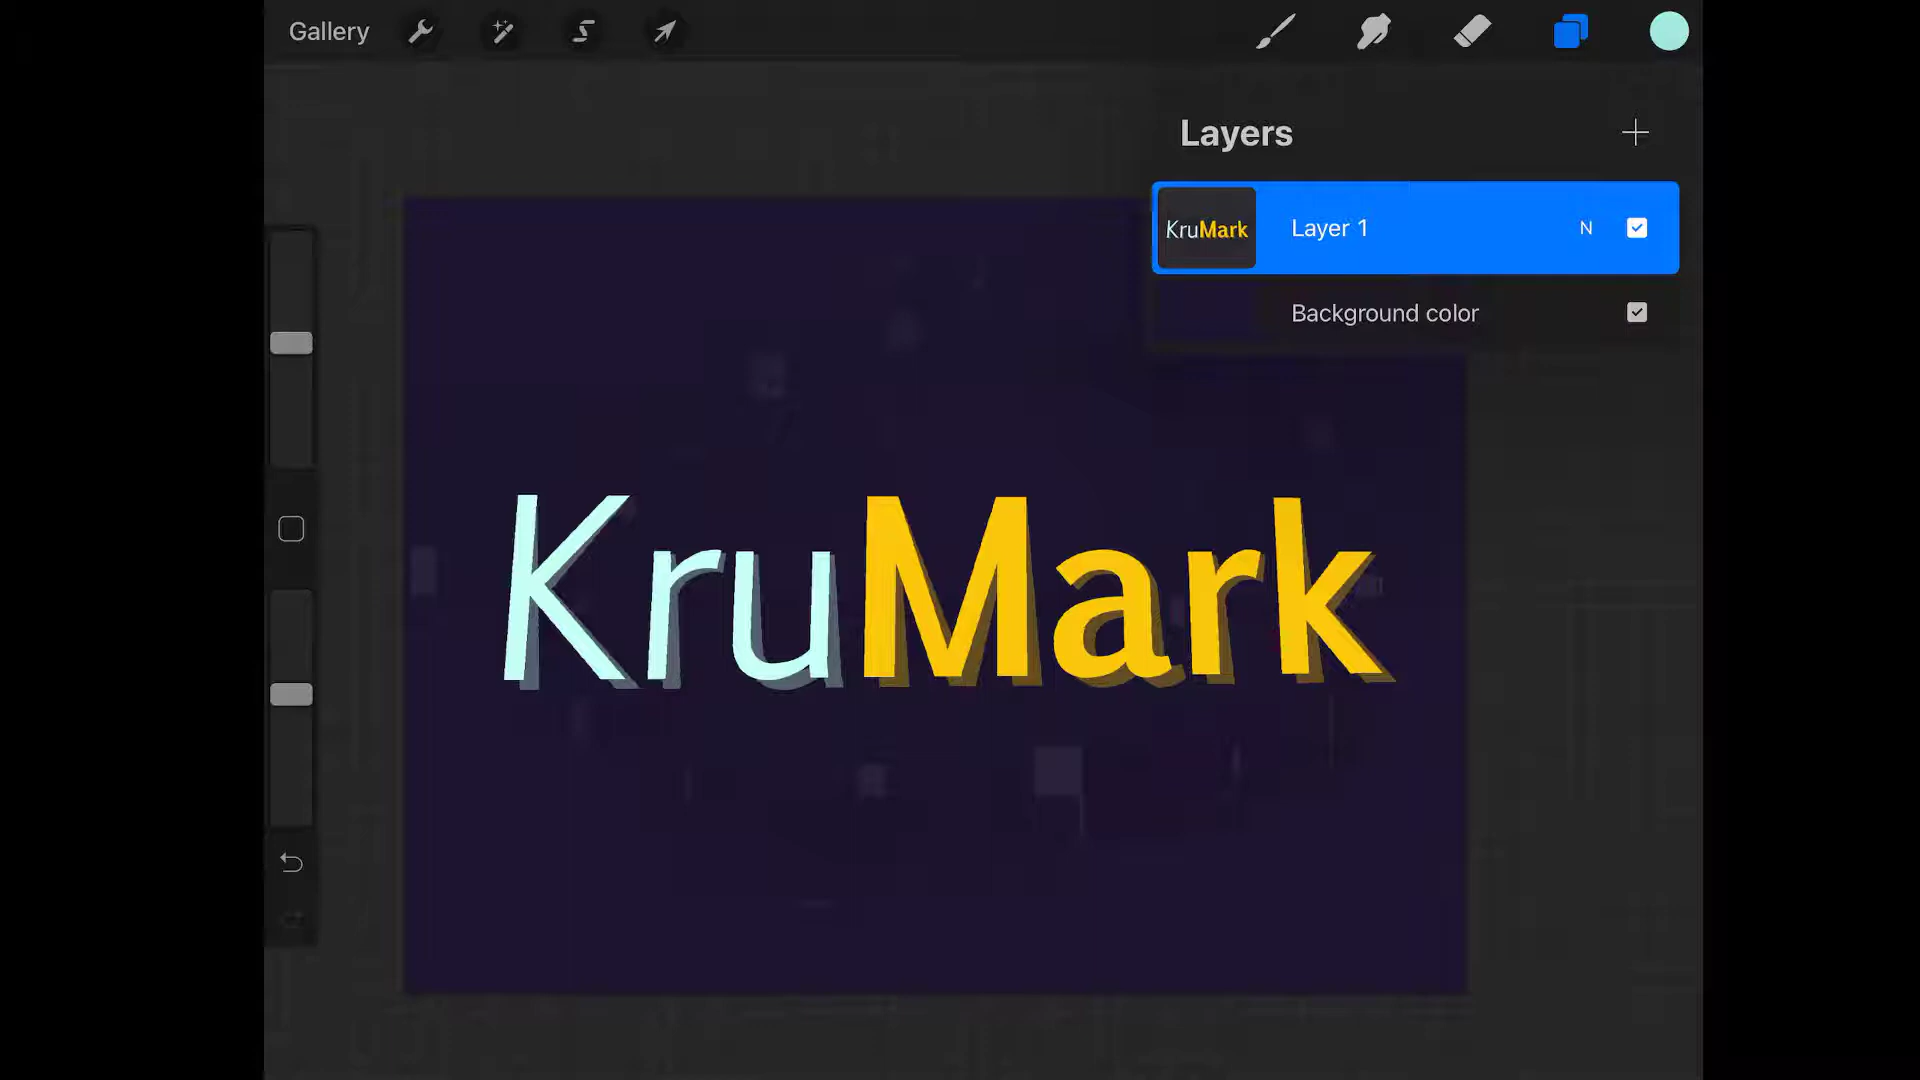 Gallery
Layers
KruMark
Layer 1
N
Background color
KruMark